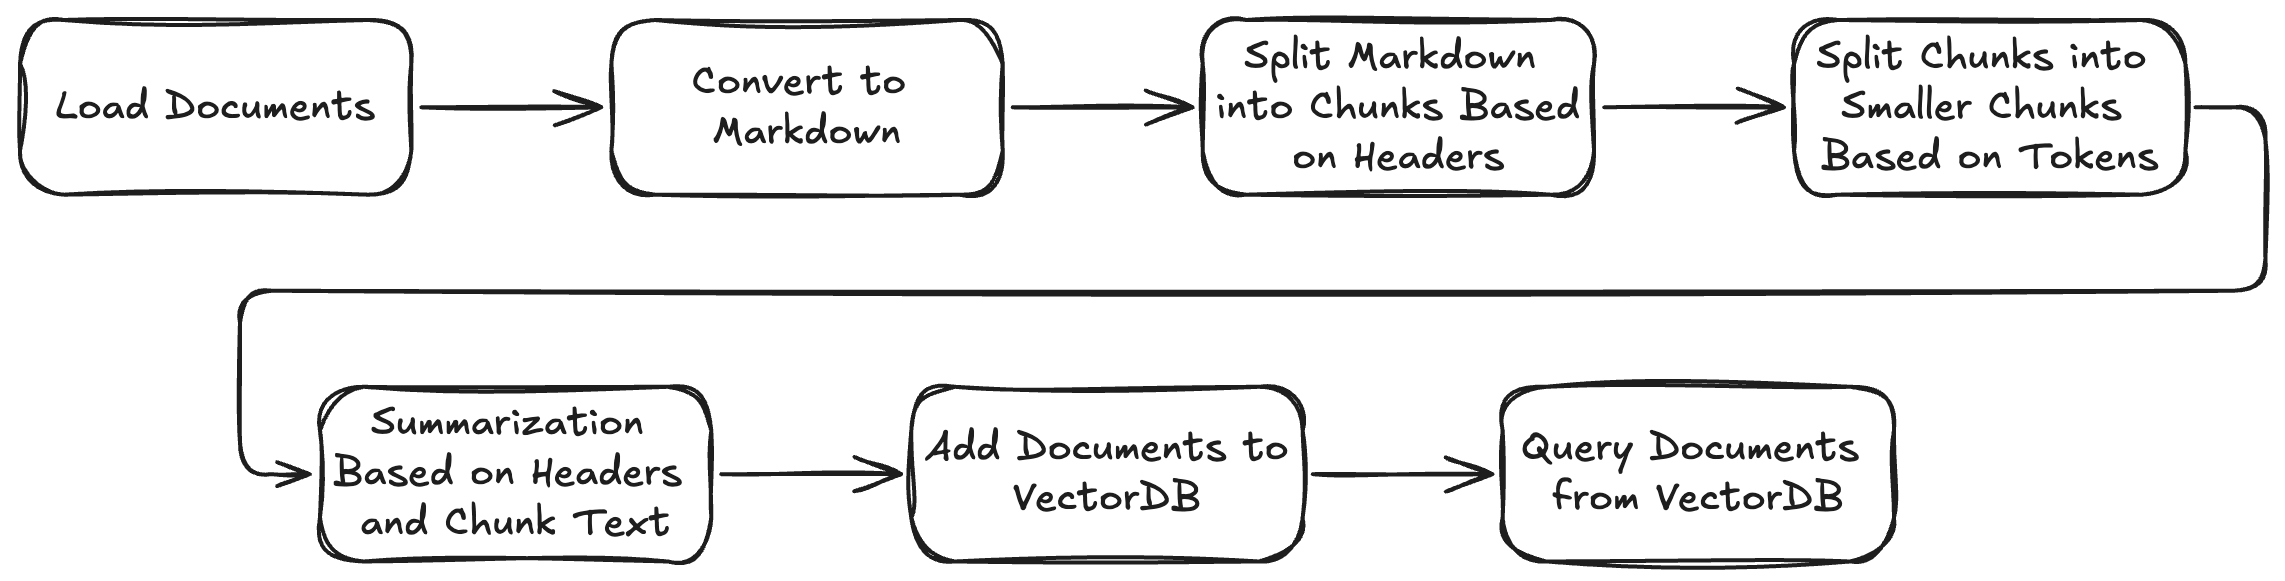 Load Documents
Convert to
Markdown
Split Markdown
into Chunks Based
on Headers
Split Chunks into
Smaller Chunks
Based on Tokens
Summarization
Based on Headers
and Chunk Text
Add Documents to
VectorDB
Query Documents
from VectorDB